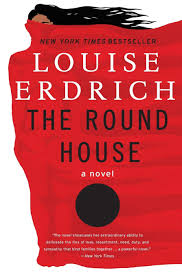 NEW YORK TIMES BESTSELLER
LOUISE
ERDRICH
THE ROUND
HOUSE
a novel
"The novel showcases her extraordinary ability to
delineate the ties of love, resentment, need, duty, and
sympathy that bind families together . . . a powerful novel."
—New York Times